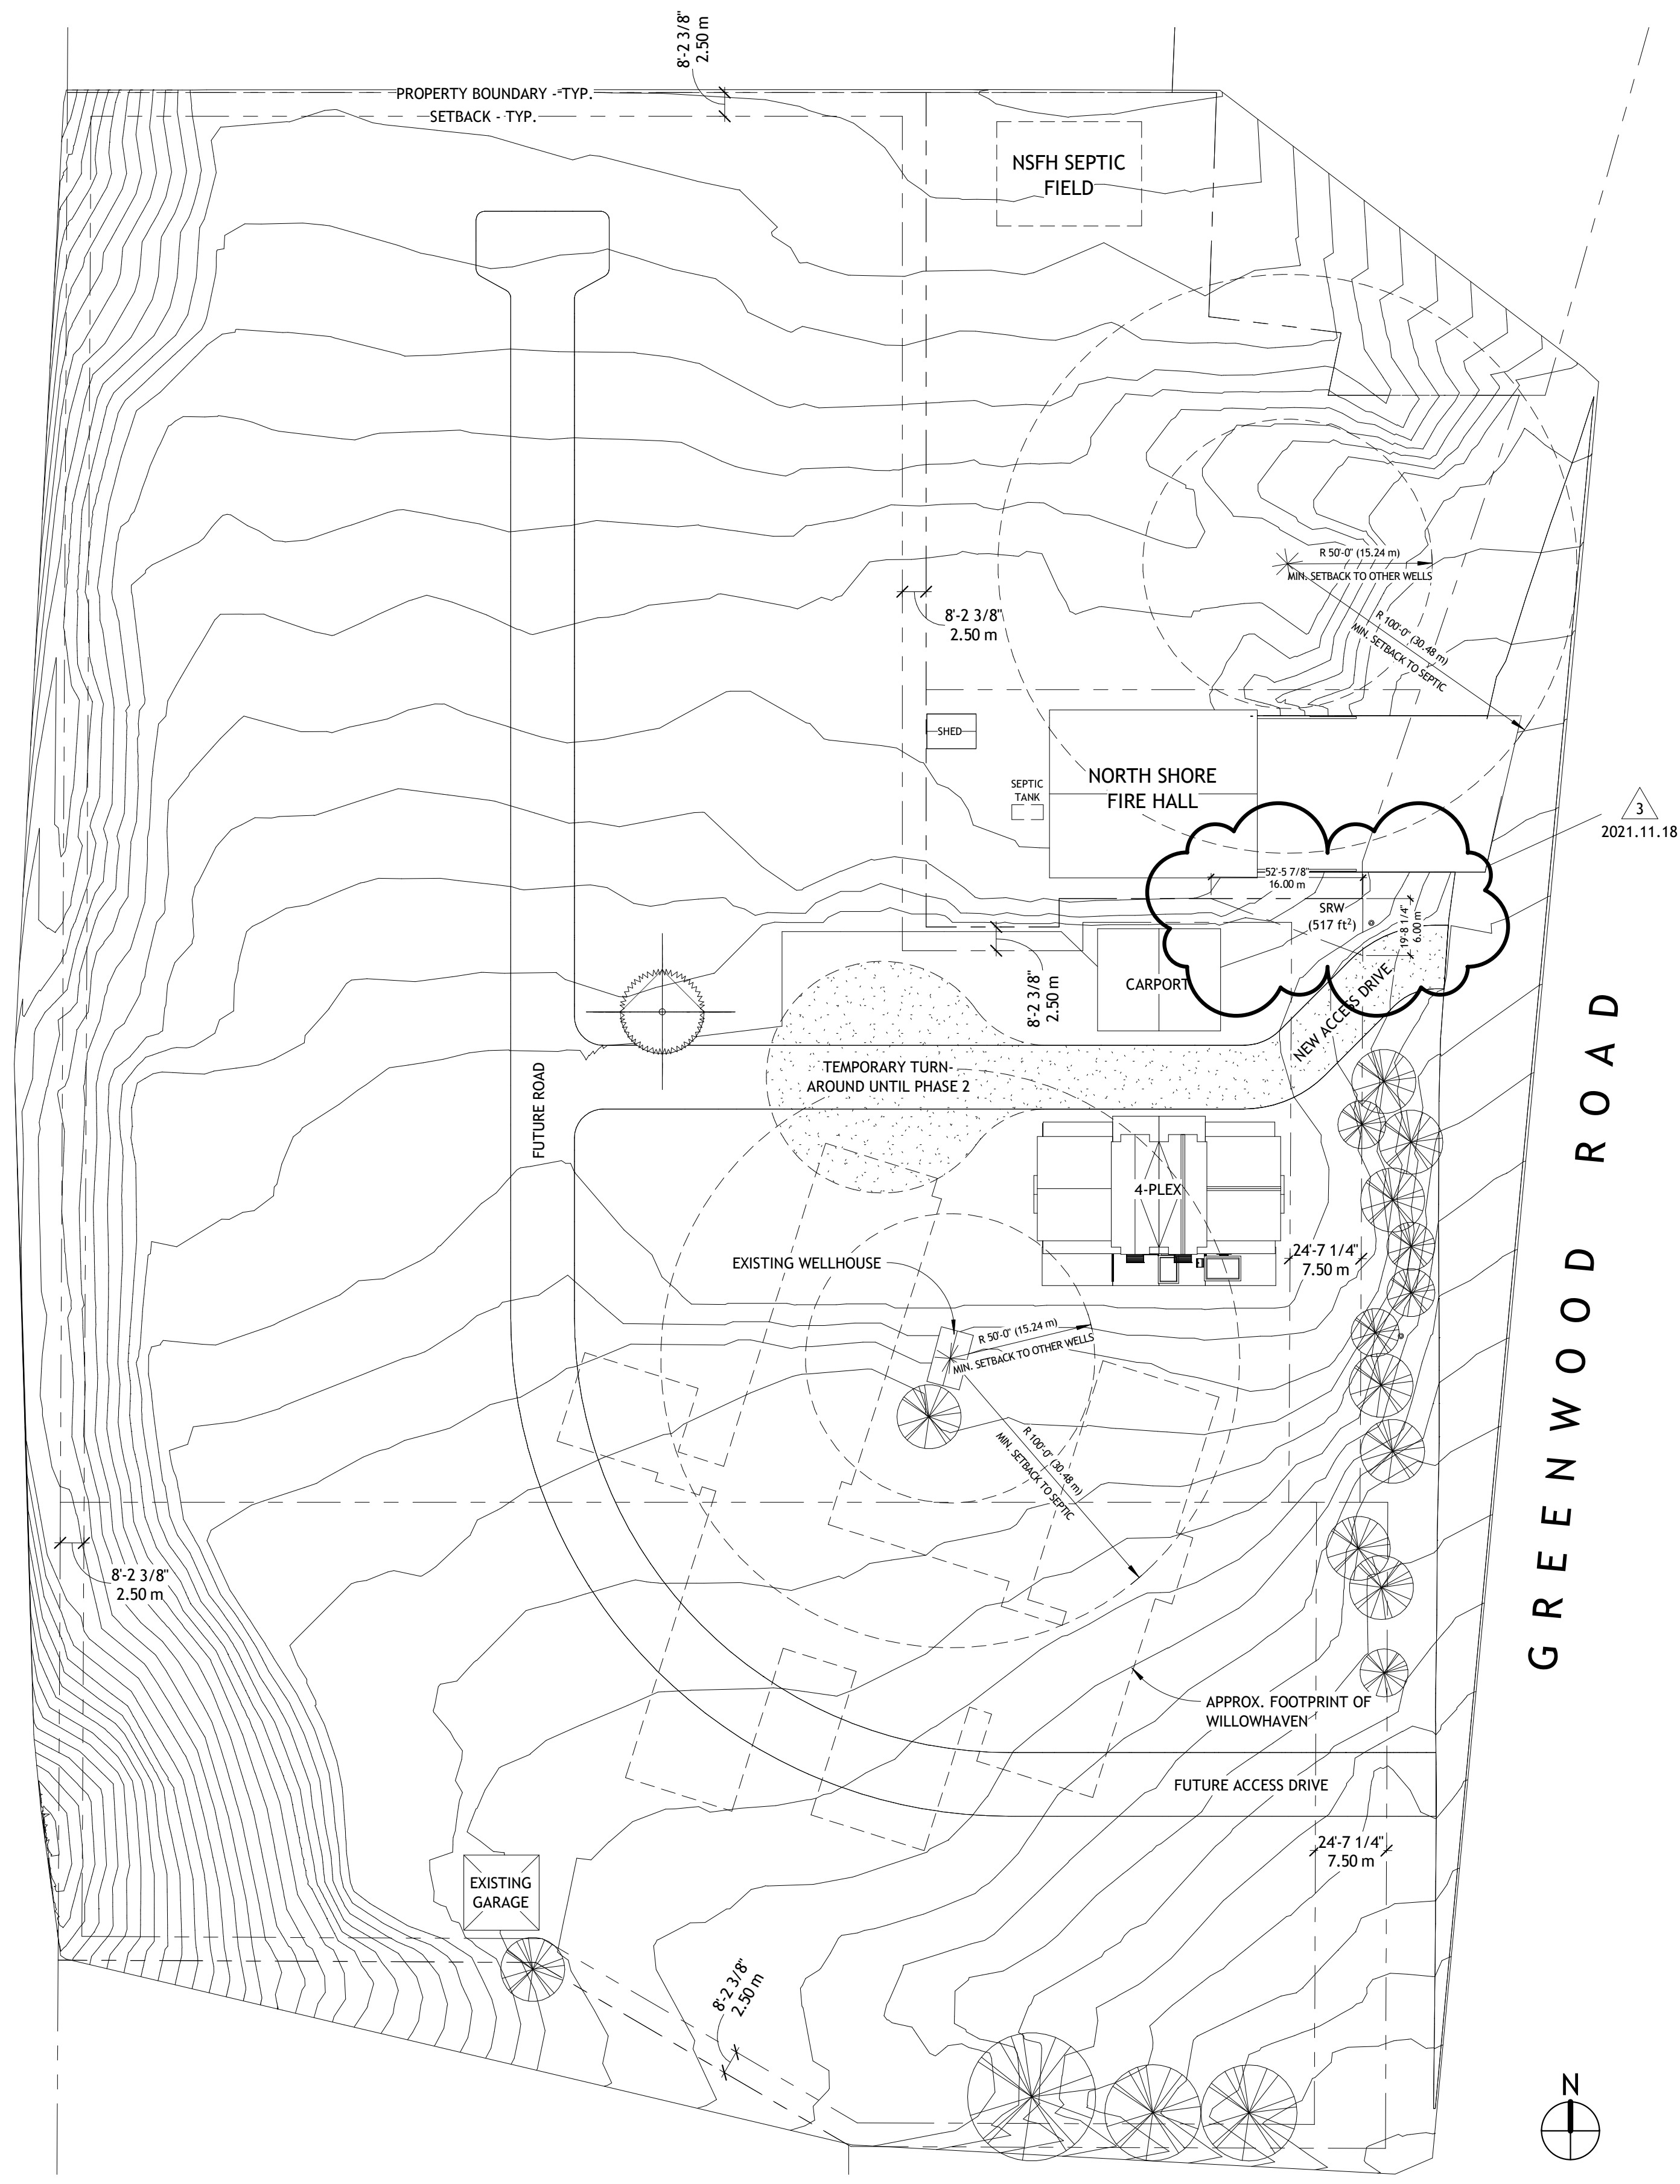 8'-2 3/8"
2.50 m
PROPERTY BOUNDARY - TYP.
SETBACK - TYP.
NSFH SEPTIC
FIELD
R 50'-0" (15.24 m)
MIN. SETBACK TO OTHER WELLS
R 100'-0" (30.48 m)
MIN. SETBACK TO SEPTIC
8'-2 3/8"
2.50 m
SHED
SEPTIC
TANK
NORTH SHORE
FIRE HALL
3
2021.11.18
52'-5 7/8"
16.00 m
SRW
(517 ft²)
19'-8 1/4"
6.00 m
CARPORT
8'-2 3/8"
2.50 m
NEW ACCESS DRIVE
TEMPORARY TURN-
AROUND UNTIL PHASE 2
FUTURE ROAD
4-PLEX
EXISTING WELLHOUSE
24'-7 1/4"
7.50 m
R 50'-0" (15.24 m)
MIN. SETBACK TO OTHER WELLS
R 100'-0" (30.48 m)
MIN. SETBACK TO SEPTIC
GREENWOOD ROAD
8'-2 3/8"
2.50 m
APPROX. FOOTPRINT OF
WILLOWHAVEN
FUTURE ACCESS DRIVE
24'-7 1/4"
7.50 m
EXISTING
GARAGE
8'-2 3/8"
2.50 m
N